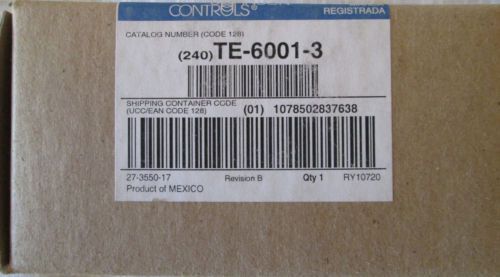 CONTROLS®
REGISTRADA
CATALOG NUMBER (CODE 128)
(240) TE-6001-3
SHIPPING CONTAINER CODE
(UCC/EAN CODE 128)
(01) 1078502837638
27-3550-17 Revision B Qty 1 RY10720
Product of MEXICO